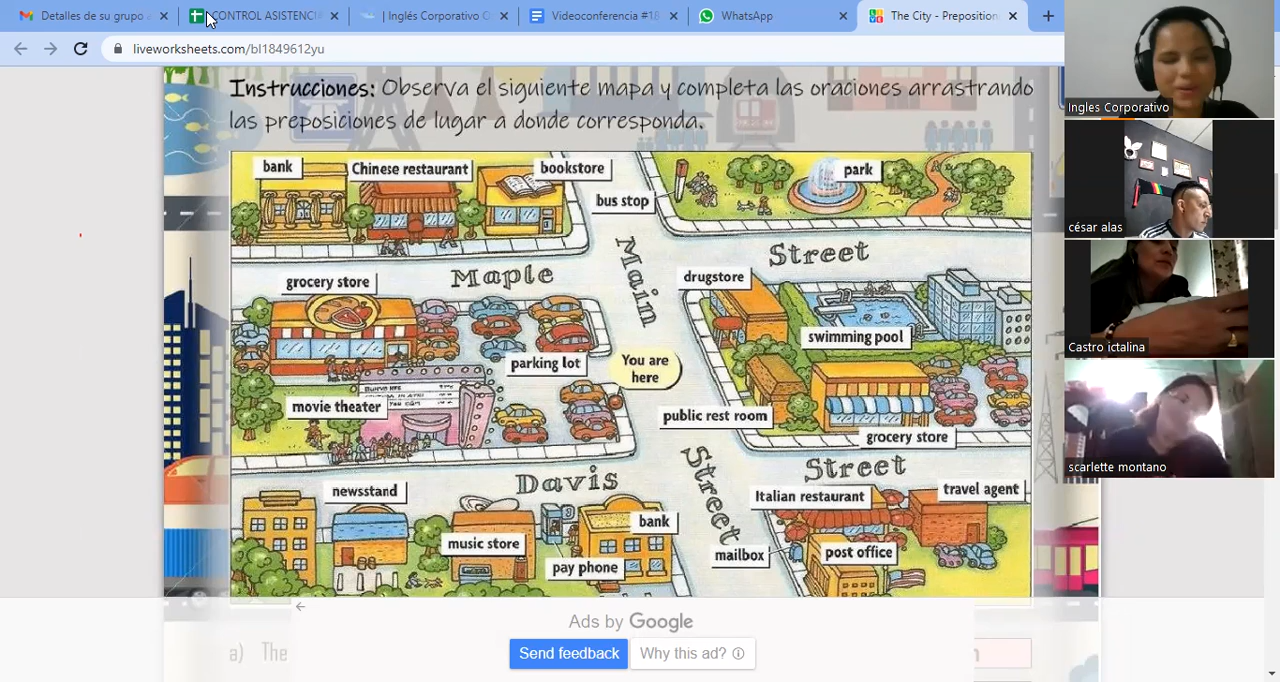 Detalles de su grupo
CONTROL ASISTENCI
| Inglés Corporativo
Videoconferencia #18
WhatsApp
The City - Preposition
liveworksheets.com/bl1849612yu
Instrucciones: Observa el siguiente mapa y completa las oraciones arrastrando
las preposiciones de lugar a donde corresponda.
bank
Chinese restaurant
bookstore
bus stop
park
Maple
Main
Street
grocery store
drugstore
swimming pool
parking lot
You are
here
movie theater
public rest room
grocery store
Davis
Street
Street
newsstand
Italian restaurant
travel agent
music store
bank
pay phone
mailbox
post office
Ads by Google
Send feedback
Why this ad?
a) The
Ingles Corporativo
césar alas
Castro ictalina
scarlette montano